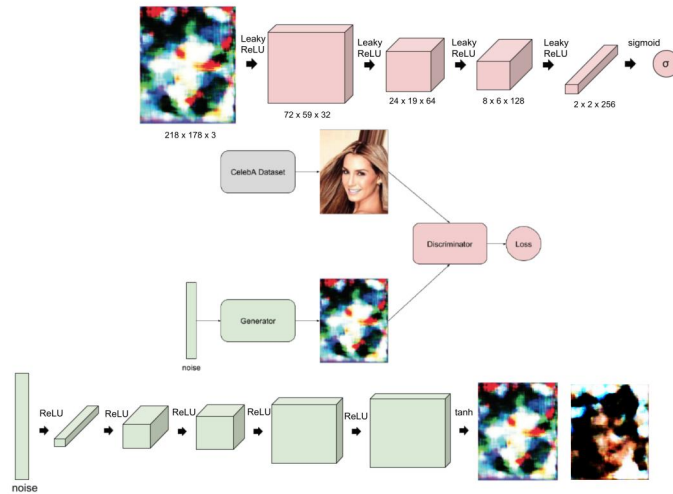 Leaky
ReLU
Leaky
ReLU
Leaky
ReLU
Leaky
ReLU
sigmoid
σ
218 x 178 x 3
72 x 59 x 32
24 x 19 x 64
8 x 6 x 128
2 x 2 x 256
CelebA Dataset
Discriminator
Loss
Generator
noise
ReLU
ReLU
ReLU
ReLU
ReLU
tanh
noise